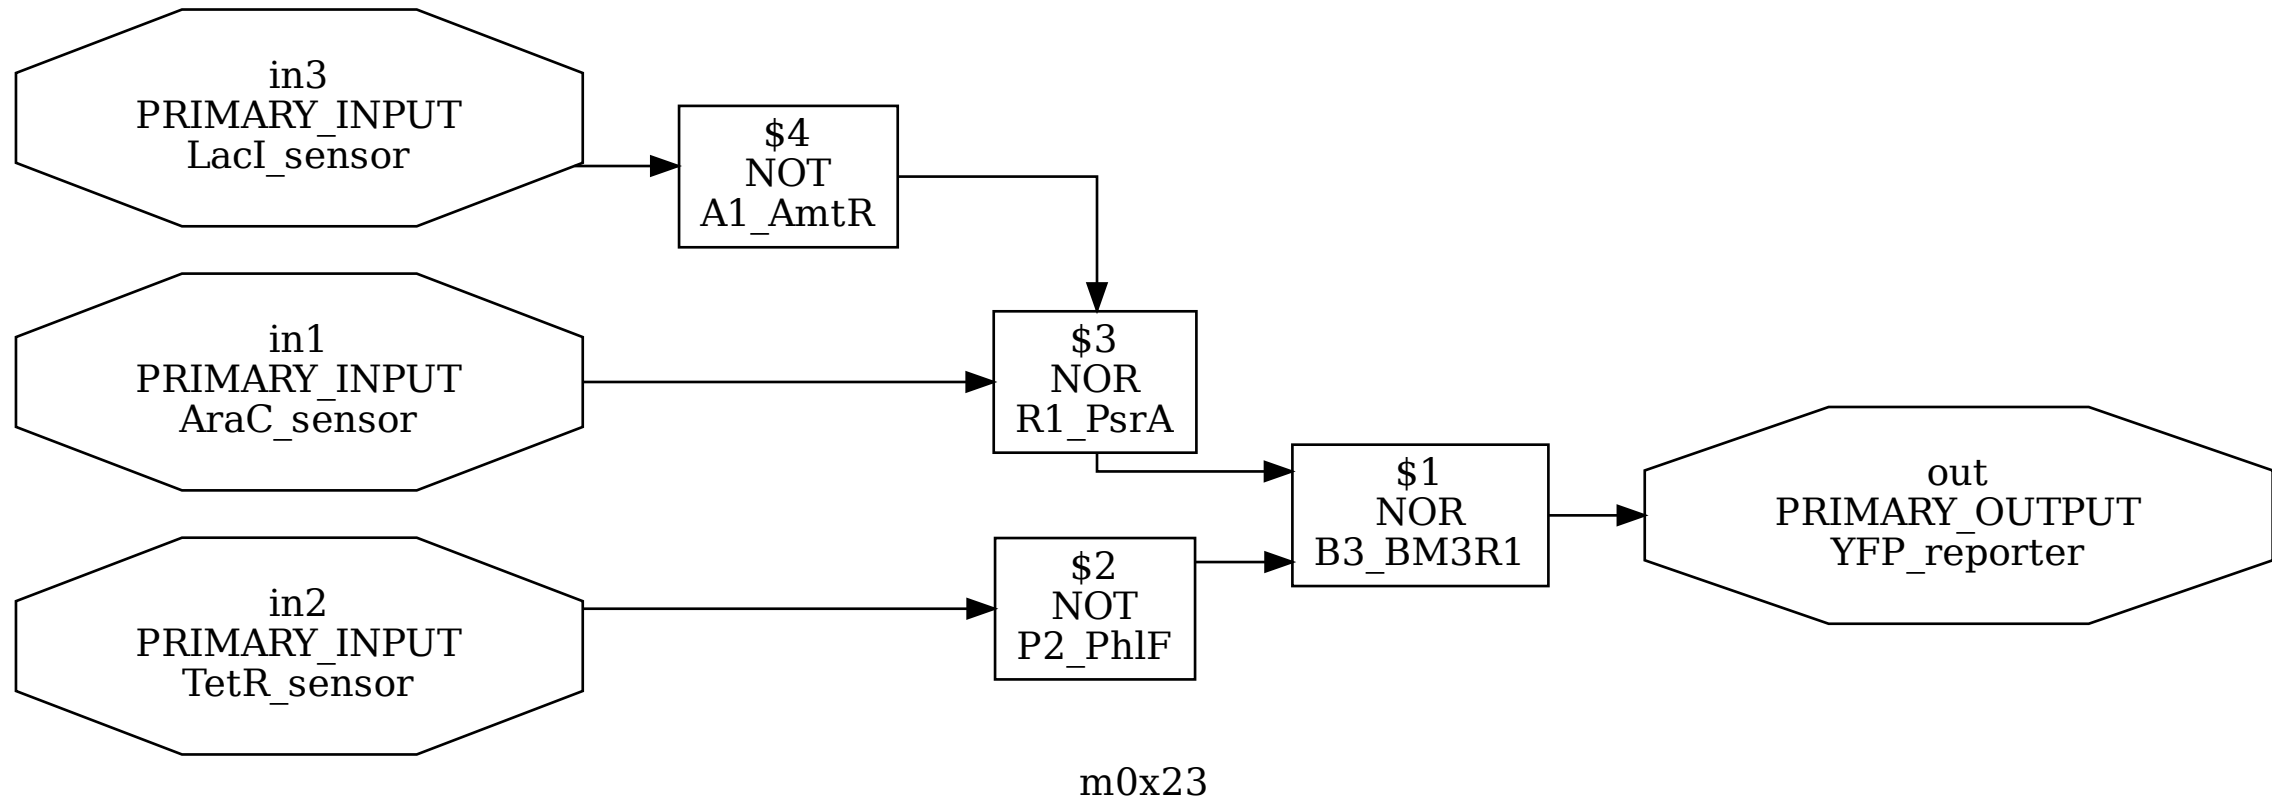 in3
PRIMARY_INPUT
LacI_sensor
$4
NOT
A1_AmtR
in1
PRIMARY_INPUT
AraC_sensor
$3
NOR
R1_PsrA
$1
NOR
B3_BM3R1
out
PRIMARY_OUTPUT
YFP_reporter
in2
PRIMARY_INPUT
TetR_sensor
$2
NOT
P2_PhlF
m0x23